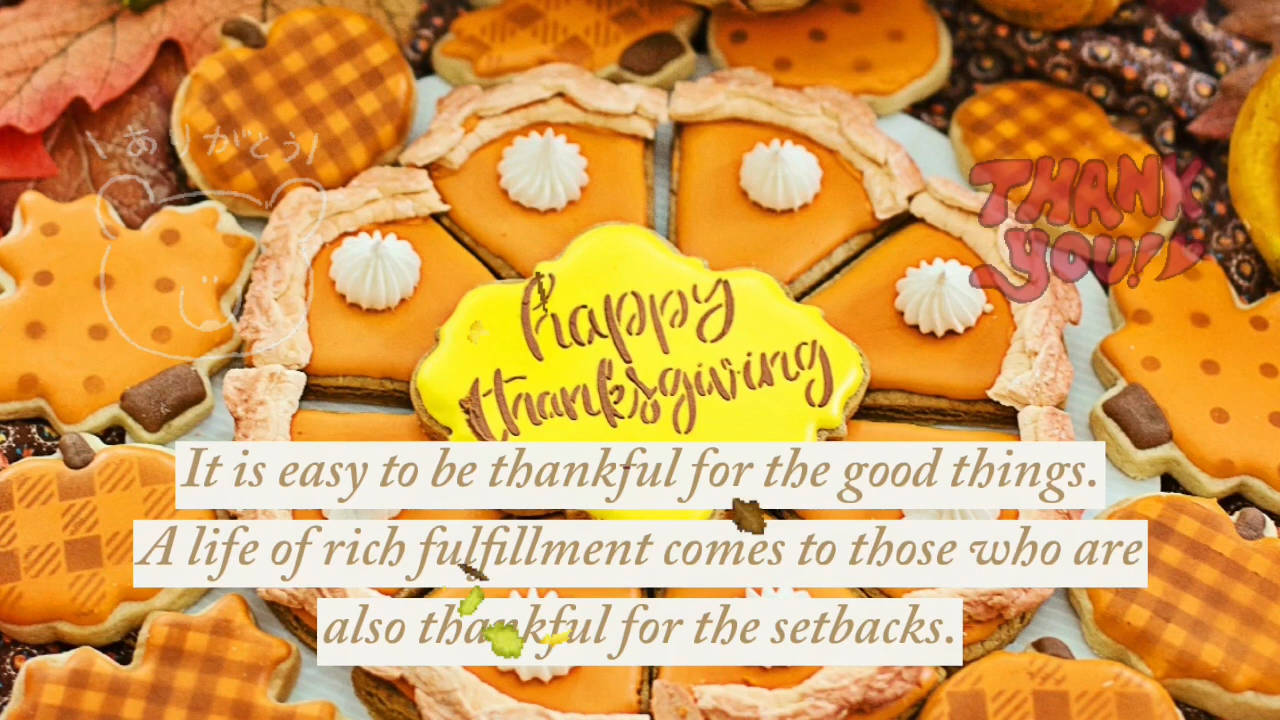 \ありがとう/
THANK
YOU!
happy
thanksgiving
It is easy to be thankful for the good things.
A life of rich fulfillment comes to those who are
also thankful for the setbacks.